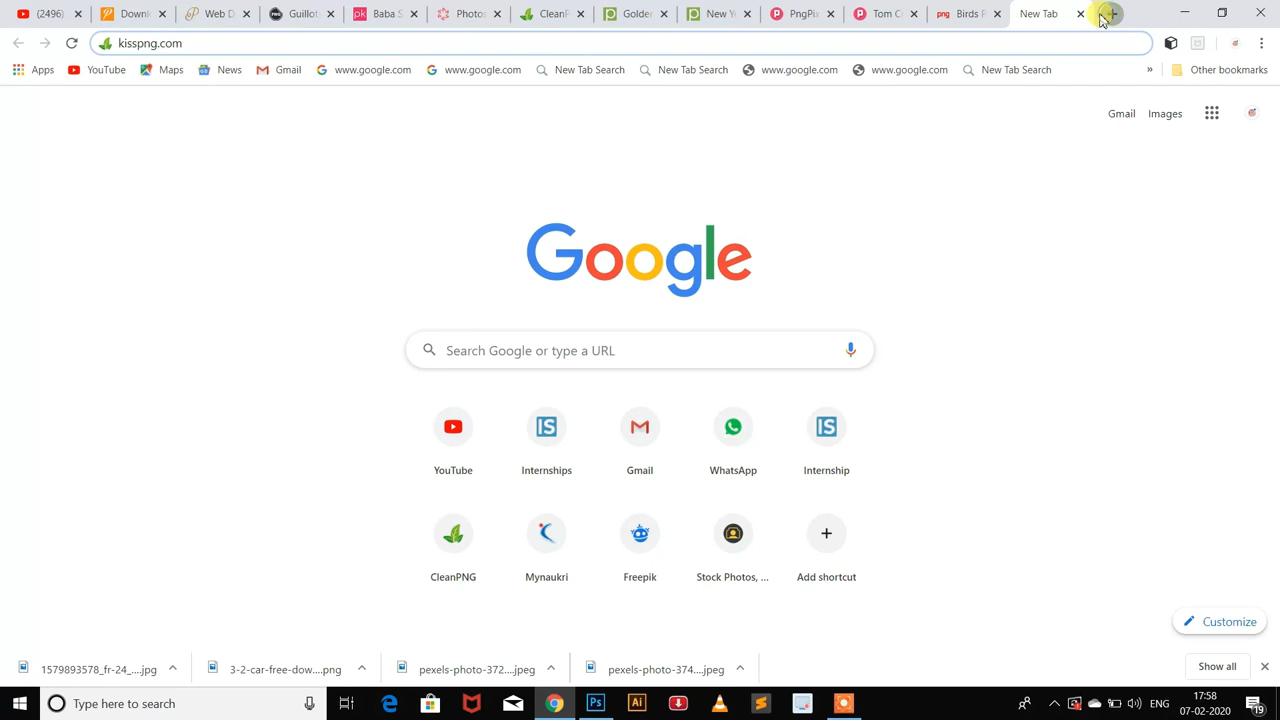 (2496) Downlo Web D Guillot Baba S Photos CleanP Golder New Y PngPi Tom C Birds P New Tab
kisspng.com
Apps YouTube Maps News Gmail www.google.com www.google.com New Tab Search New Tab Search www.google.com www.google.com New Tab Search » Other bookmarks
Gmail Images
Google
Search Google or type a URL
YouTube Internships Gmail WhatsApp Internship
CleanPNG Mynaukri Freepik Stock Photos, ... Add shortcut
Customize
1579893578_fr-24_....jpg 3-2-car-free-dow....png pexels-photo-372....jpeg pexels-photo-374....jpeg Show all
Type here to search ENG 17:58
07-02-2020 19